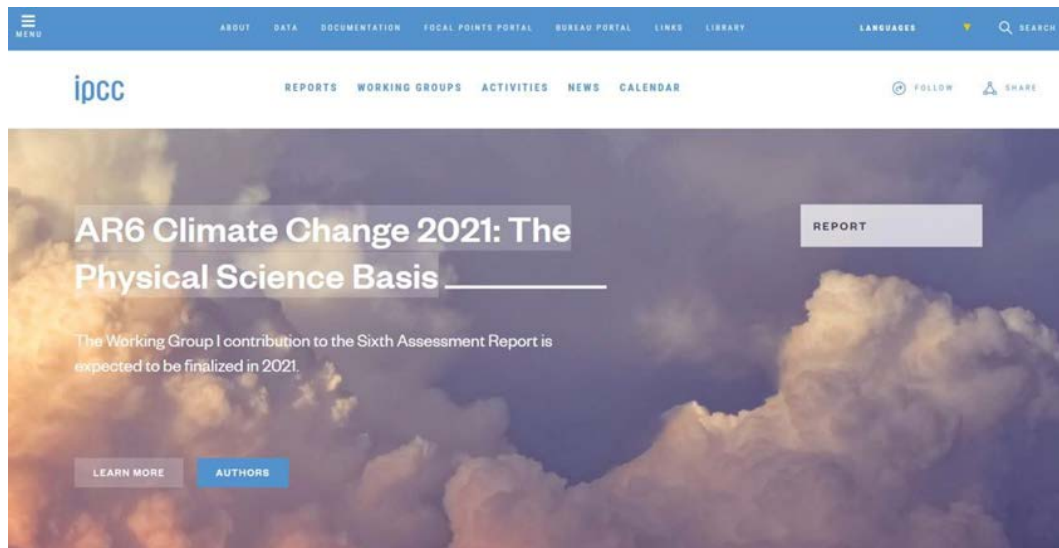 MENU ABOUT DATA DOCUMENTATION FOCAL POINTS PORTAL BUREAU PORTAL LINKS LIBRARY LANGUAGES SEARCH
ipcc REPORTS WORKING GROUPS ACTIVITIES NEWS CALENDAR FOLLOW SHARE
AR6 Climate Change 2021: The
Physical Science Basis
REPORT
The Working Group I contribution to the Sixth Assessment Report is
expected to be finalized in 2021.
LEARN MORE AUTHORS